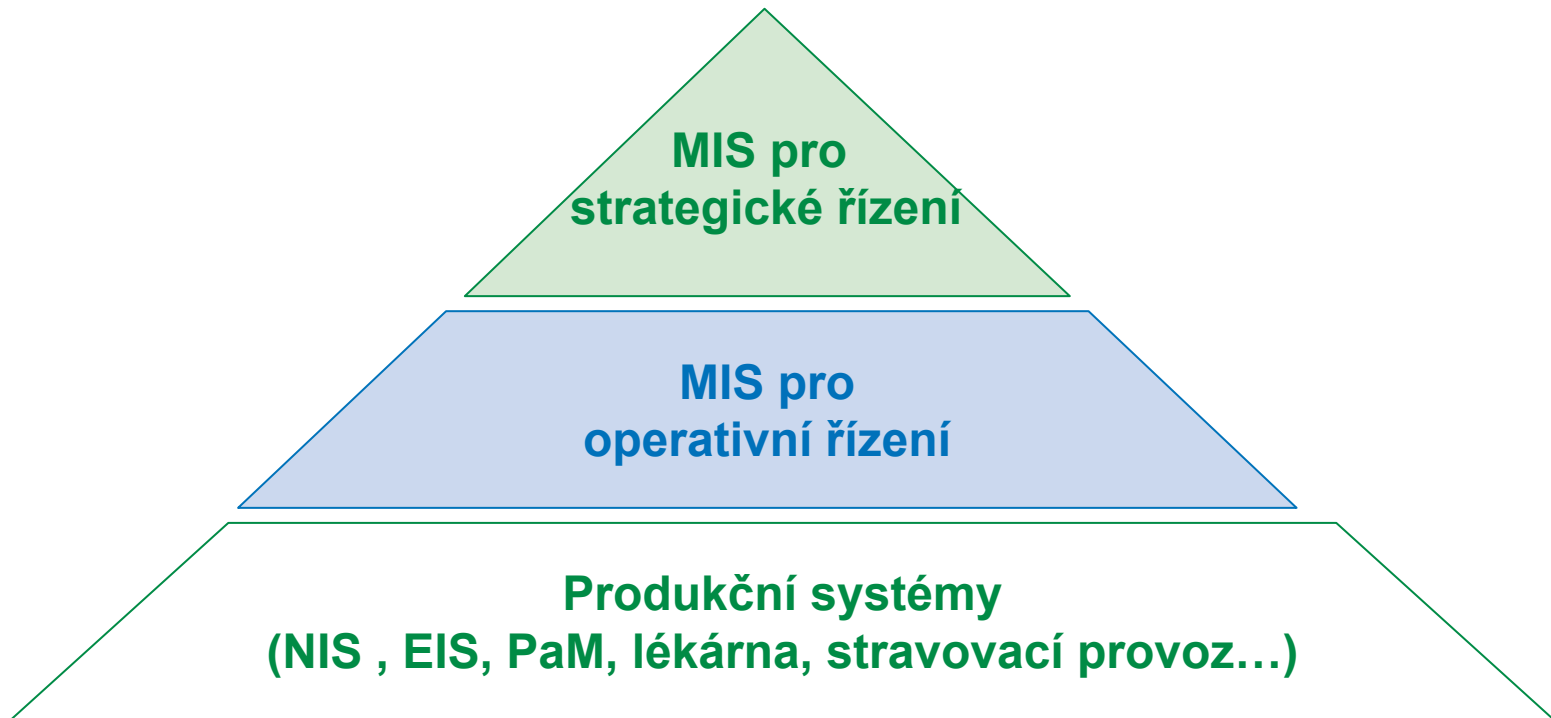 MIS pro
strategické řízení
MIS pro
operativní řízení
Produkční systémy
(NIS , EIS, PaM, lékárna, stravovací provoz…)